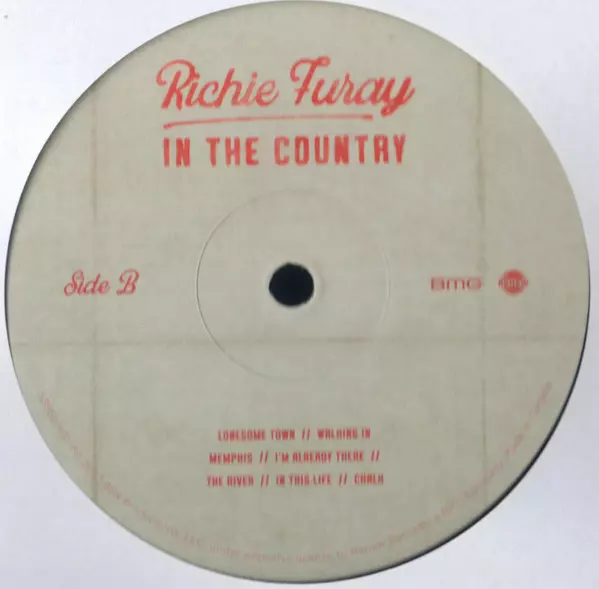 Richie Furay
IN THE COUNTRY
Side B
BMG
LONESOME TOWN // WALKING IN
MEMPHIS // I'M ALREADY THERE //
THE RIVER // IN THIS LIFE // CHALK